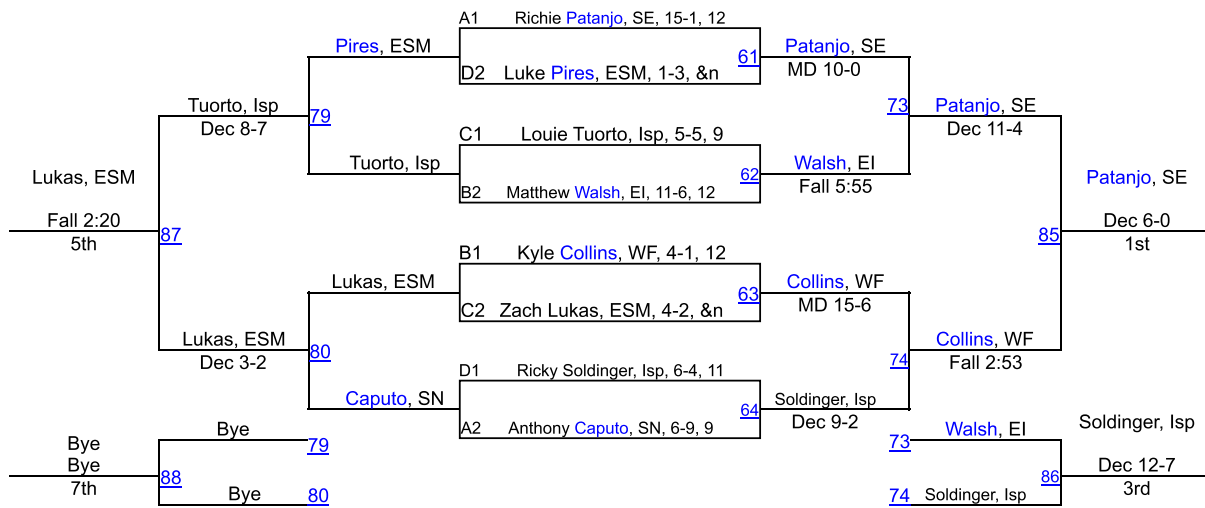 A1 Richie Patanjo, SE, 15-1, 12
Pires, ESM
61
Patanjo, SE
MD 10-0
D2 Luke Pires, ESM, 1-3, &n
Tuorto, Isp
Dec 8-7
79
73
Patanjo, SE
Dec 11-4
C1 Louie Tuorto, Isp, 5-5, 9
Tuorto, Isp
62
Walsh, EI
Fall 5:55
B2 Matthew Walsh, EI, 11-6, 12
Lukas, ESM
Fall 2:20
5th
87
85
Patanjo, SE
Dec 6-0
1st
B1 Kyle Collins, WF, 4-1, 12
Lukas, ESM
63
Collins, WF
MD 15-6
C2 Zach Lukas, ESM, 4-2, &n
Lukas, ESM
Dec 3-2
80
74
Collins, WF
Fall 2:53
D1 Ricky Soldinger, Isp, 6-4, 11
Caputo, SN
64
Soldinger, Isp
Dec 9-2
A2 Anthony Caputo, SN, 6-9, 9
Bye
Bye
7th
Bye
79
88
Bye
80
73
Walsh, EI
74
Soldinger, Isp
86
Soldinger, Isp
Dec 12-7
3rd